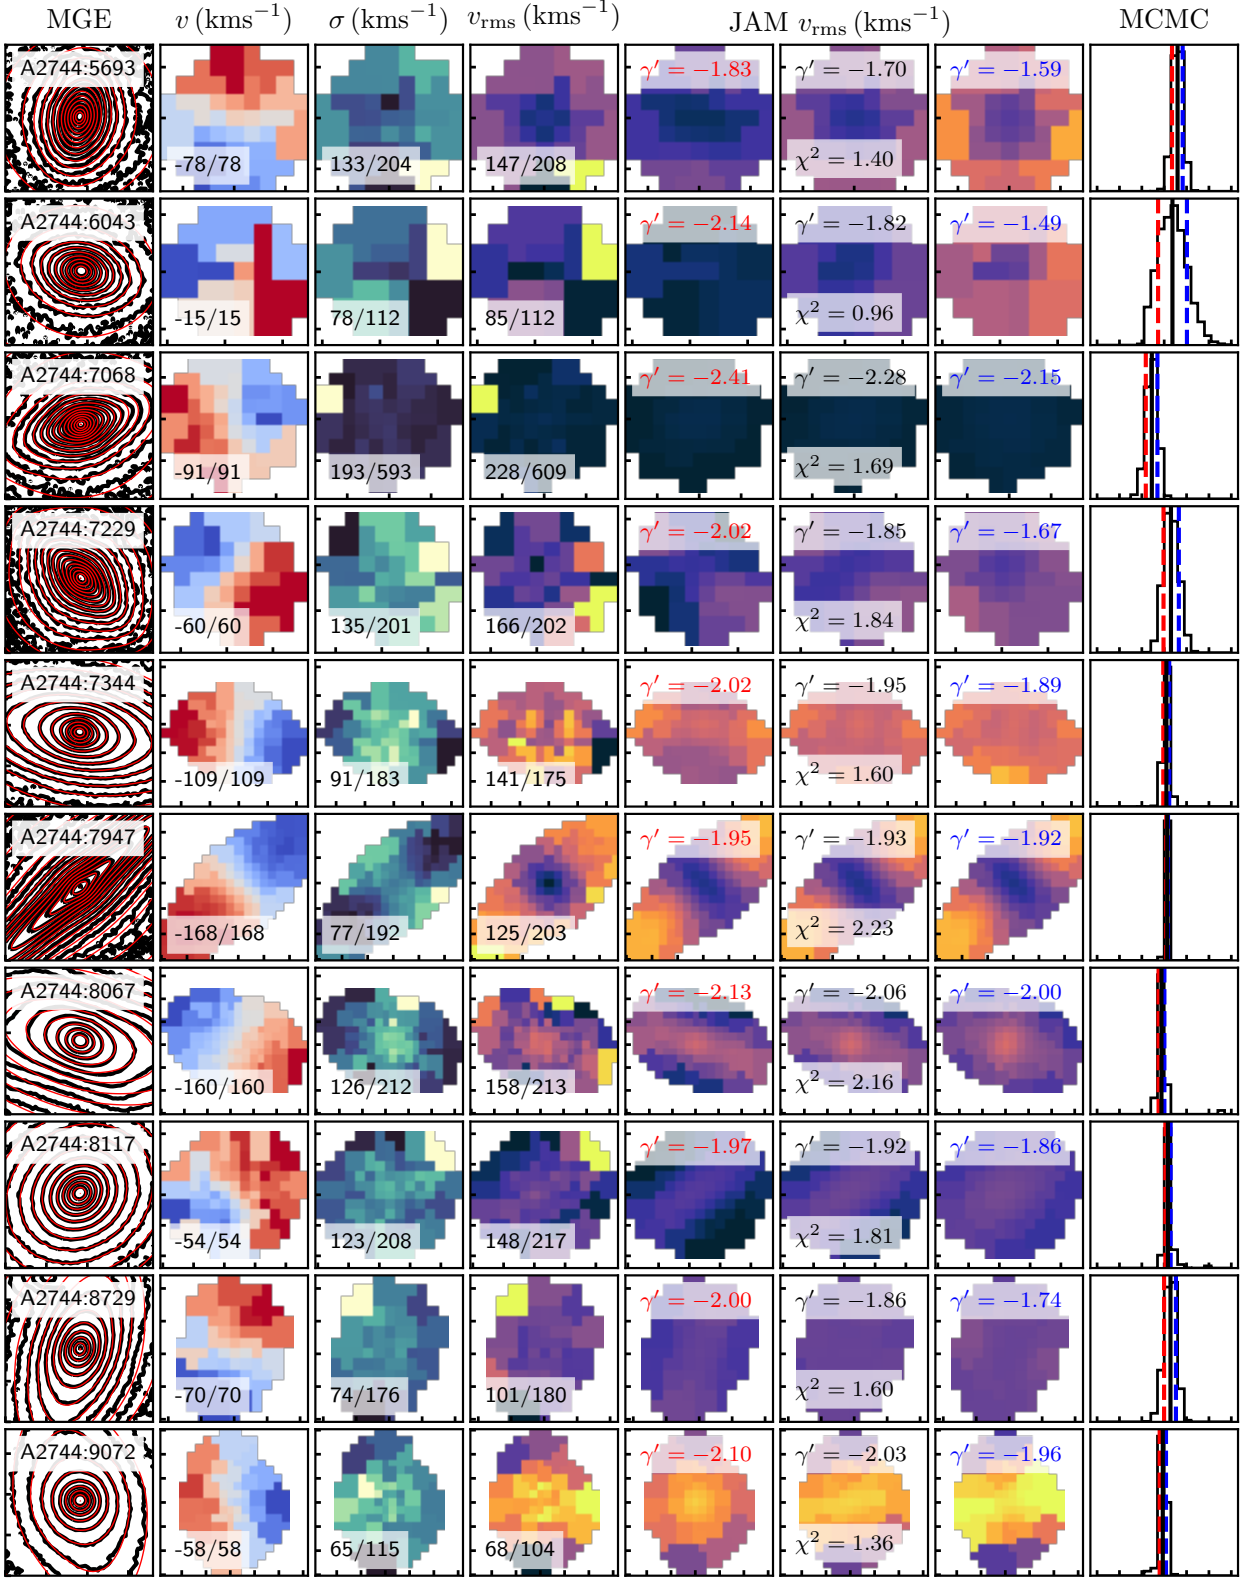 MGE v (kms⁻¹) σ (kms⁻¹) v_rms (kms⁻¹) JAM v_rms (kms⁻¹) MCMC
A2744:5693 γ′ = −1.83 γ′ = −1.70 γ′ = −1.59
-78/78 133/204 147/208 χ² = 1.40
A2744:6043 γ′ = −2.14 γ′ = −1.82 γ′ = −1.49
-15/15 78/112 85/112 χ² = 0.96
A2744:7068 γ′ = −2.41 γ′ = −2.28 γ′ = −2.15
-91/91 193/593 228/609 χ² = 1.69
A2744:7229 γ′ = −2.02 γ′ = −1.85 γ′ = −1.67
-60/60 135/201 166/202 χ² = 1.84
A2744:7344 γ′ = −2.02 γ′ = −1.95 γ′ = −1.89
-109/109 91/183 141/175 χ² = 1.60
A2744:7947 γ′ = −1.95 γ′ = −1.93 γ′ = −1.92
-168/168 77/192 125/203 χ² = 2.23
A2744:8067 γ′ = −2.13 γ′ = −2.06 γ′ = −2.00
-160/160 126/212 158/213 χ² = 2.16
A2744:8117 γ′ = −1.97 γ′ = −1.92 γ′ = −1.86
-54/54 123/208 148/217 χ² = 1.81
A2744:8729 γ′ = −2.00 γ′ = −1.86 γ′ = −1.74
-70/70 74/176 101/180 χ² = 1.60
A2744:9072 γ′ = −2.10 γ′ = −2.03 γ′ = −1.96
-58/58 65/115 68/104 χ² = 1.36